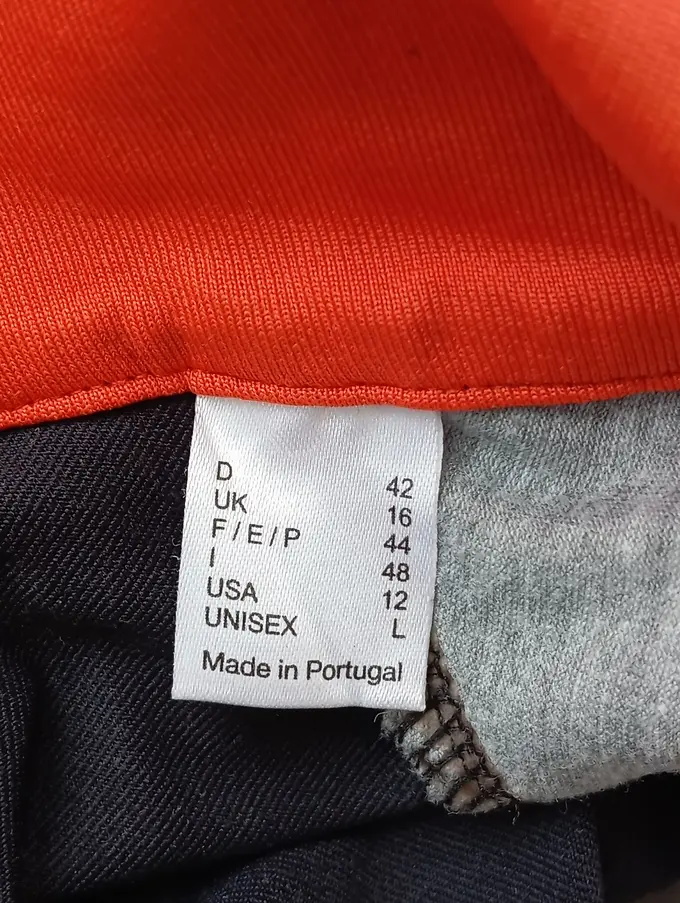 D 42
UK 16
F / E / P 44
I 48
USA 12
UNISEX L
Made in Portugal